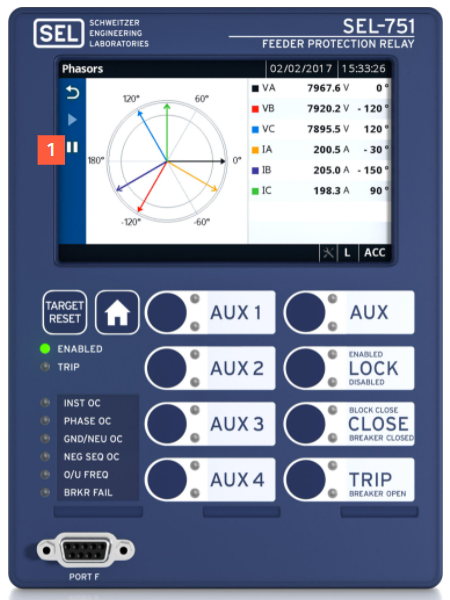 SEL SCHWEITZER ENGINEERING LABORATORIES
SEL-751
FEEDER PROTECTION RELAY
Phasors 02/02/2017 15:33:26
120° 60°
180° 0°
-120° -60°
VA 7967.6 V 0 °
VB 7920.2 V - 120 °
VC 7895.5 V 120 °
IA 200.5 A - 30 °
IB 205.0 A - 150 °
IC 198.3 A 90 °
1
L ACC
TARGET RESET
AUX 1
AUX
ENABLED
TRIP
AUX 2
ENABLED
LOCK
DISABLED
INST OC
PHASE OC
GND/NEU OC
NEG SEQ OC
O/U FREQ
BRKR FAIL
AUX 3
BLOCK CLOSE
CLOSE
BREAKER CLOSED
AUX 4
TRIP
BREAKER OPEN
PORT F